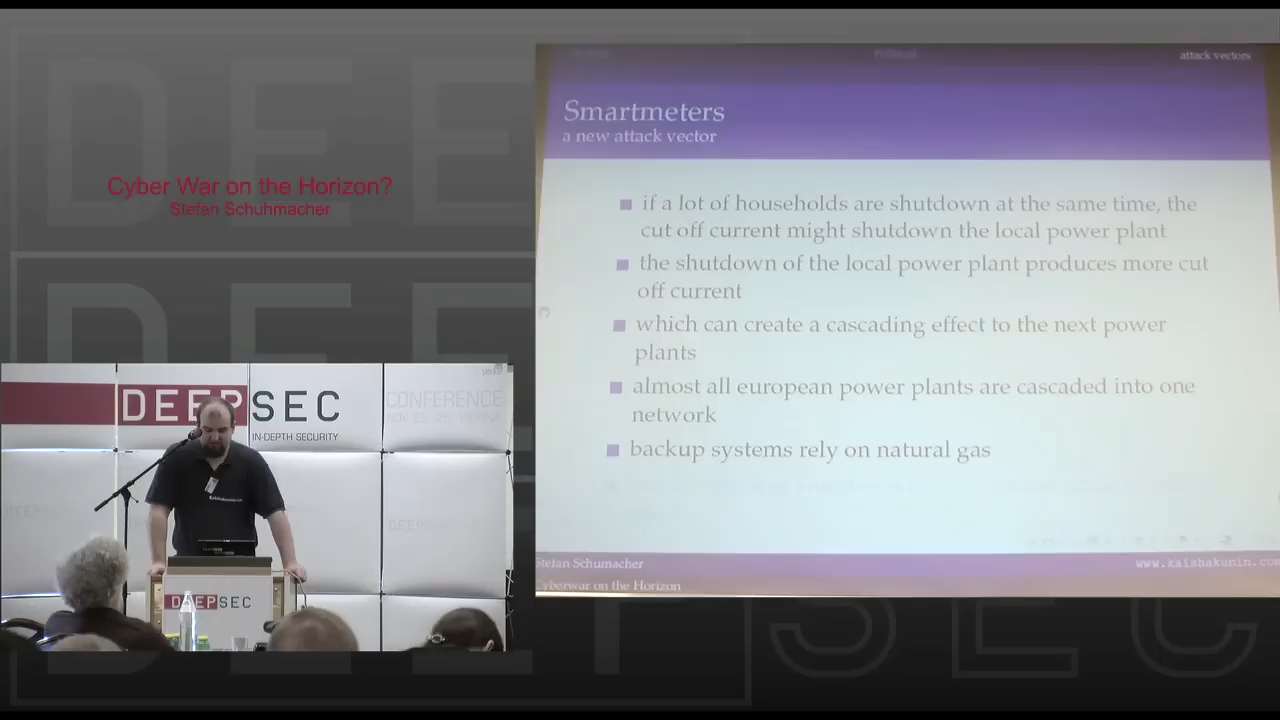 Cyber War on the Horizon?
Stefan Schuhmacher
attack vectors
Smartmeters
a new attack vector
if a lot of households are shutdown at the same time, the
cut off current might shutdown the local power plant
the shutdown of the local power plant produces more cut
off current
which can create a cascading effect to the next power
plants
almost all european power plants are cascaded into one
network
backup systems rely on natural gas
Stefan Schumacher
www.kaishakunin.com
Cyberwar on the Horizon
DEEPSEC
IN-DEPTH SECURITY
CONFERENCE
DEEPSEC
DEEPSEC